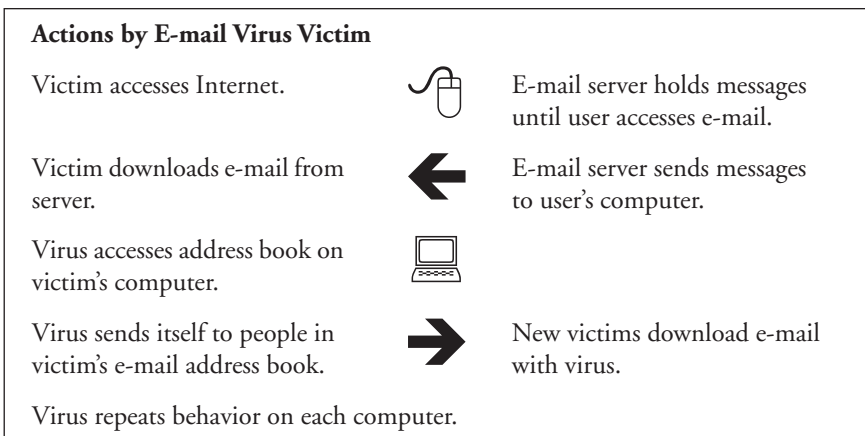 Actions by E-mail Virus Victim
Victim accesses Internet.
E-mail server holds messages
until user accesses e-mail.
Victim downloads e-mail from
server.
E-mail server sends messages
to user's computer.
Virus accesses address book on
victim's computer.
Virus sends itself to people in
victim's e-mail address book.
New victims download e-mail
with virus.
Virus repeats behavior on each computer.